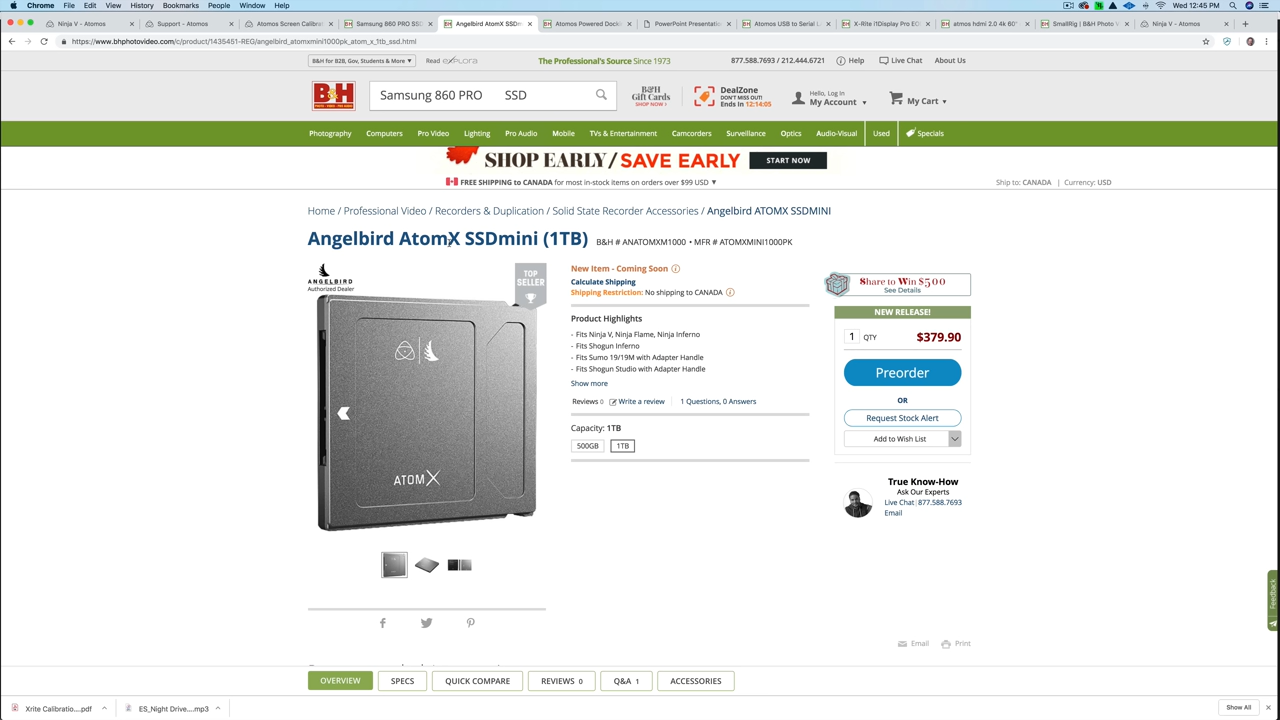 Chrome File Edit View History Bookmarks People Window Help
Wed 12:45 PM
Ninja V – Atomos
Support – Atomos
Atomos Screen Calibra
Samsung 860 PRO SSD
Angelbird AtomX SSDm
Atomos Powered Docki
PowerPoint Presentatio
Atomos USB to Serial L
X-Rite i1Display Pro EO
atmos hdmi 2.0 4k 60
SmallRig | B&H Photo V
Ninja V – Atomos
https://www.bhphotovideo.com/c/product/1435451-REG/angelbird_atomxmini1000pk_atom_x_1tb_ssd.html
B&H for B2B, Gov, Students & More
Read eXPLORA
The Professional's Source Since 1973
877.588.7693 / 212.444.6721
Help
Live Chat
About Us
B&H
PHOTO · VIDEO · PRO AUDIO
Samsung 860 PRO SSD
B&H
Gift Cards
SHOP NOW
DealZone
DON'T MISS OUT!
Ends In 12:14:05
Hello, Log In
My Account
My Cart
Photography Computers Pro Video Lighting Pro Audio Mobile TVs & Entertainment Camcorders Surveillance Optics Audio-Visual Used Specials
SHOP EARLY/SAVE EARLY
START NOW
FREE SHIPPING to CANADA for most in-stock items on orders over $99 USD
Ship to: CANADA | Currency: USD
Home / Professional Video / Recorders & Duplication / Solid State Recorder Accessories / Angelbird ATOMX SSDMINI
Angelbird AtomX SSDmini (1TB)
B&H # ANATOMXM1000 • MFR # ATOMXMINI1000PK
ANGELBIRD
Authorized Dealer
TOP
SELLER
ATOMX
New Item - Coming Soon
Calculate Shipping
Shipping Restriction: No shipping to CANADA
Product Highlights
- Fits Ninja V, Ninja Flame, Ninja Inferno
- Fits Shogun Inferno
- Fits Sumo 19/19M with Adapter Handle
- Fits Shogun Studio with Adapter Handle
Show more
Reviews 0
Write a review
1 Questions, 0 Answers
Capacity: 1TB
500GB
1TB
Share to Win $500
See Details
NEW RELEASE!
1 QTY $379.90
Preorder
OR
Request Stock Alert
Add to Wish List
True Know-How
Ask Our Experts
Live Chat|877.588.7693
Email
Feedback
Email
Print
OVERVIEW
SPECS
QUICK COMPARE
REVIEWS 0
Q&A 1
ACCESSORIES
Xrite Calibratio....pdf
ES_Night Drive....mp3
Show All